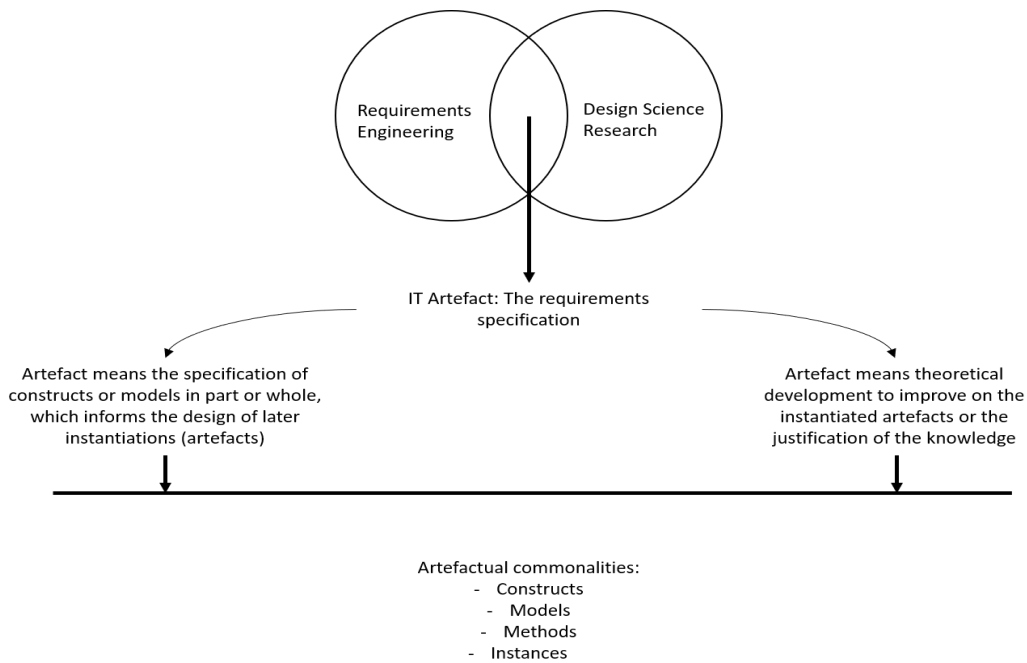 Requirements
Engineering
Design Science
Research
IT Artefact: The requirements
specification
Artefact means the specification of
constructs or models in part or whole,
which informs the design of later
instantiations (artefacts)
Artefact means theoretical
development to improve on the
instantiated artefacts or the
justification of the knowledge
Artefactual commonalities:
- Constructs
- Models
- Methods
- Instances